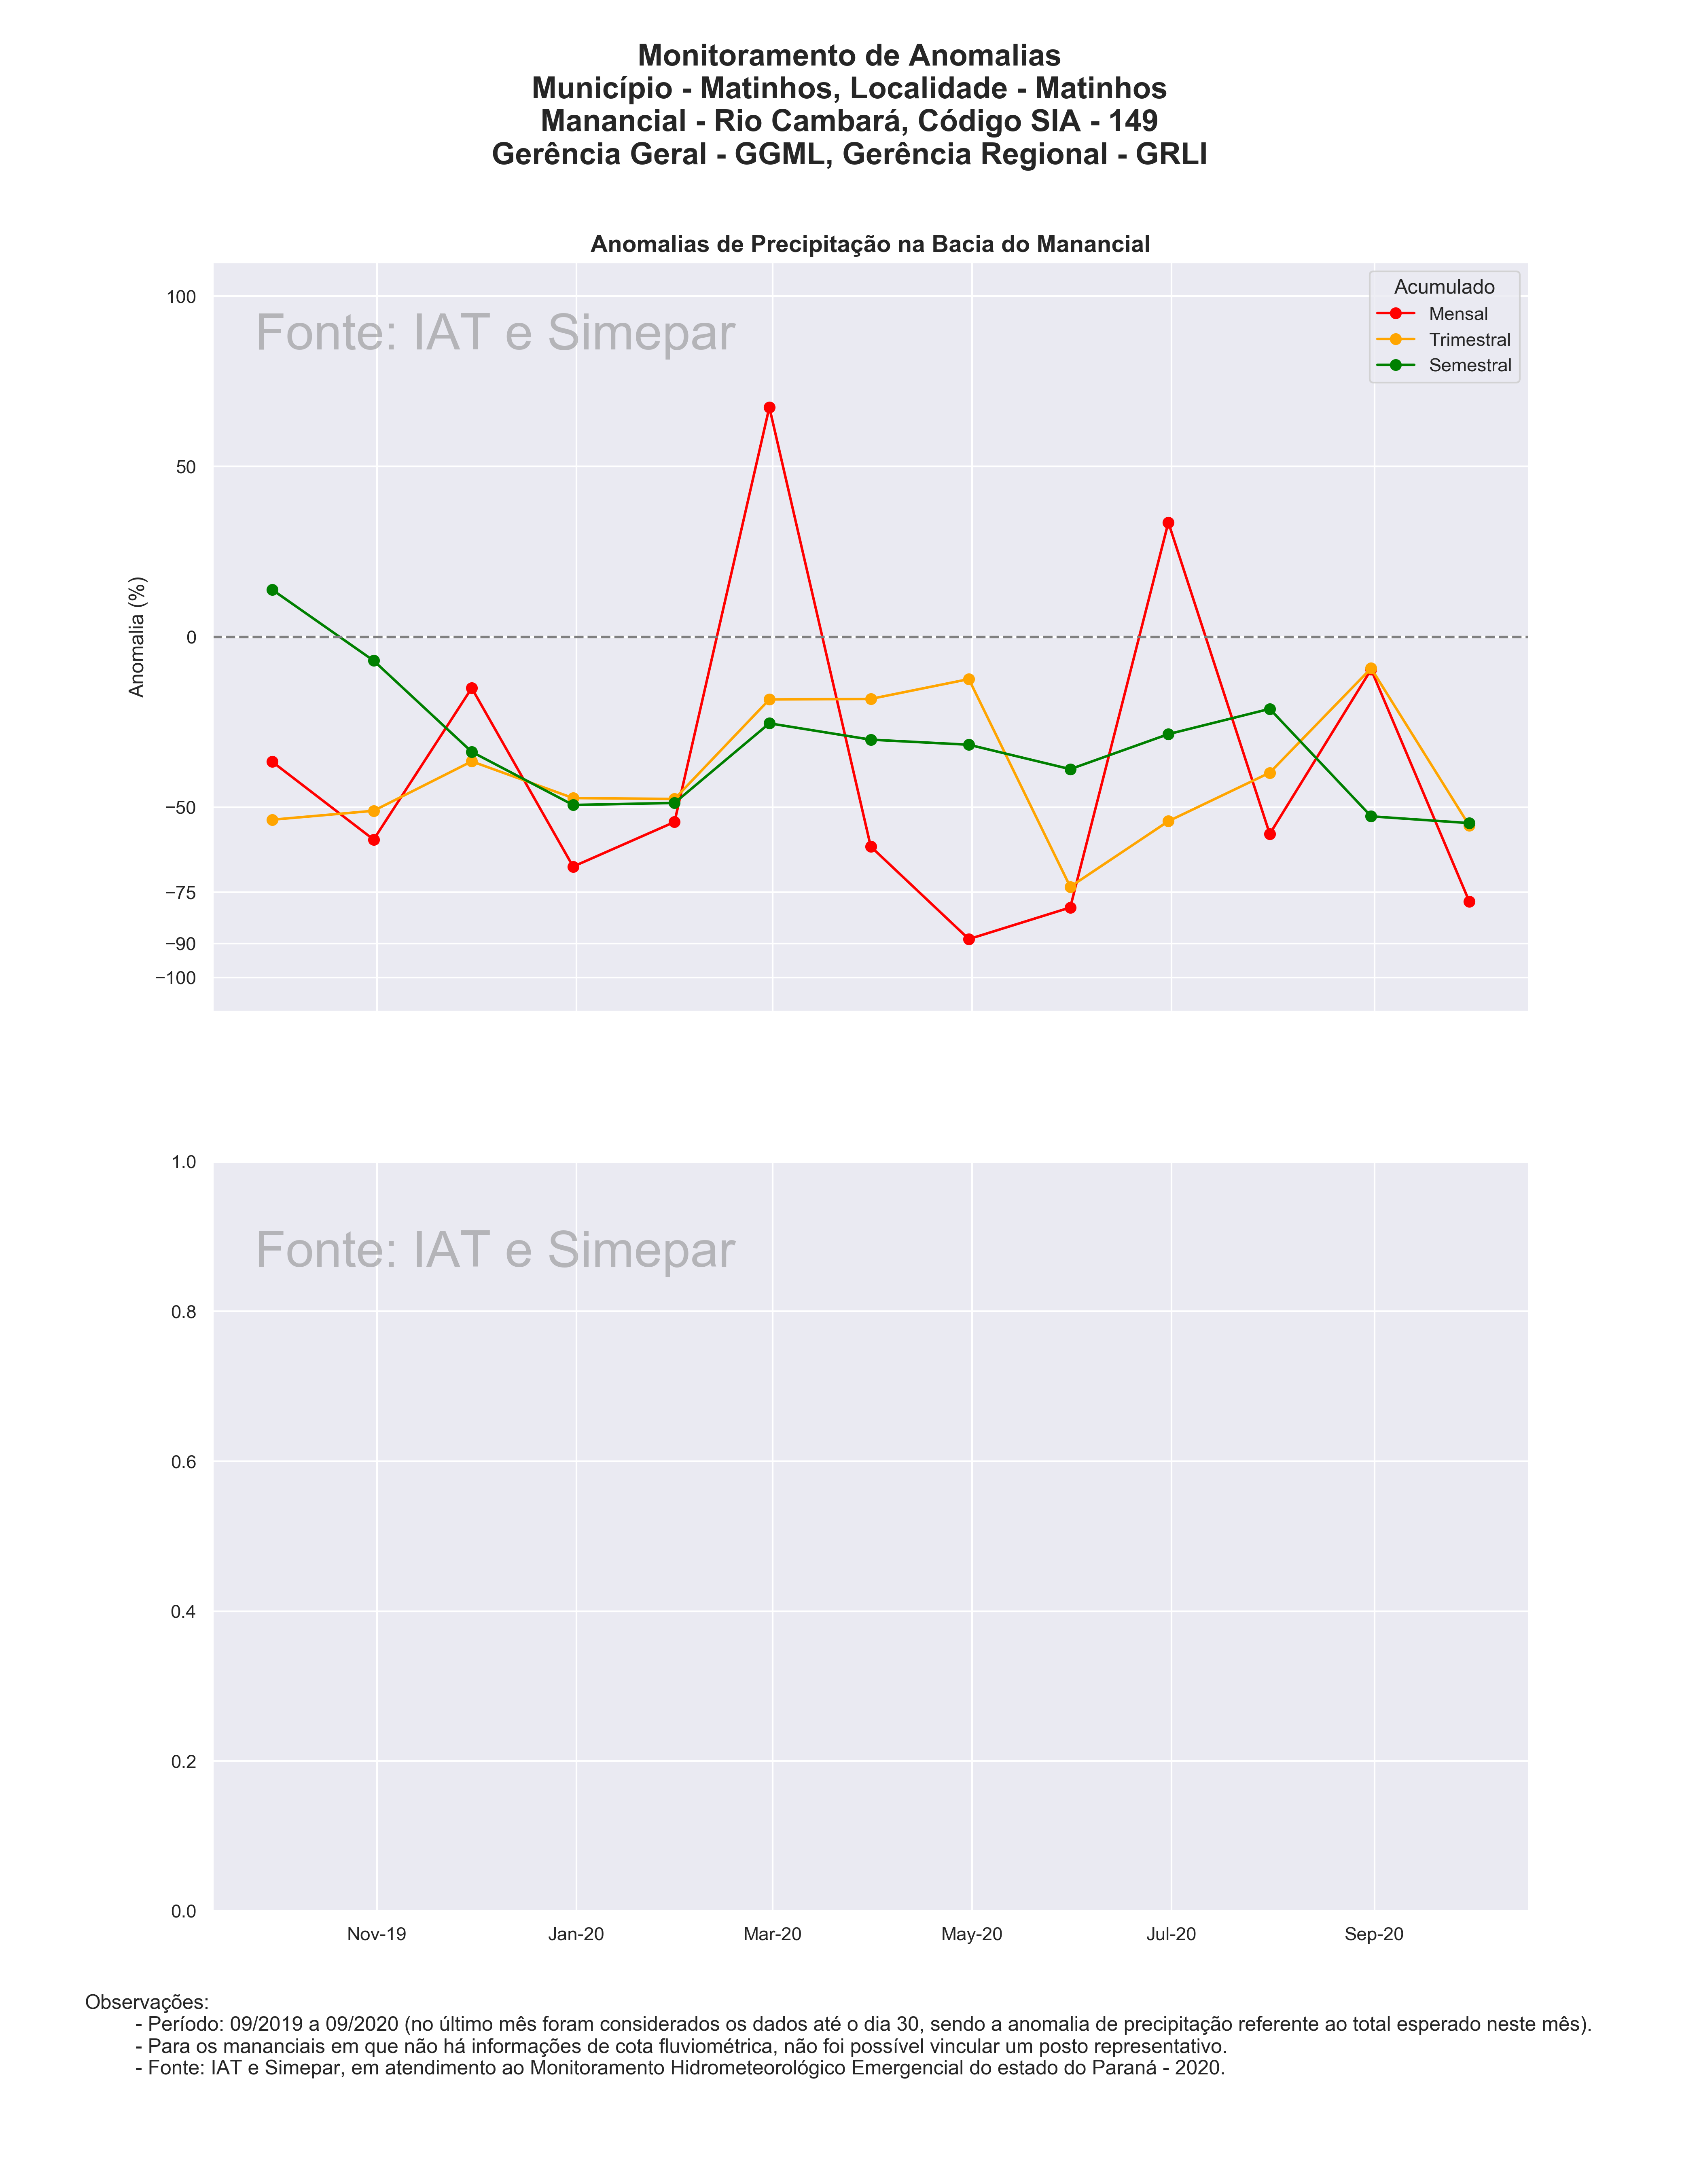 Monitoramento de Anomalias
Município - Matinhos, Localidade - Matinhos
Manancial - Rio Cambará, Código SIA - 149
Gerência Geral - GGML, Gerência Regional - GRLI
Anomalias de Precipitação na Bacia do Manancial
Fonte: IAT e Simepar
Acumulado
Mensal
Trimestral
Semestral
Anomalia (%)
100
50
0
−50
−75
−90
−100
Fonte: IAT e Simepar
1.0
0.8
0.6
0.4
0.2
0.0
Nov-19 Jan-20 Mar-20 May-20 Jul-20 Sep-20
Observações:
- Período: 09/2019 a 09/2020 (no último mês foram considerados os dados até o dia 30, sendo a anomalia de precipitação referente ao total esperado neste mês).
- Para os mananciais em que não há informações de cota fluviométrica, não foi possível vincular um posto representativo.
- Fonte: IAT e Simepar, em atendimento ao Monitoramento Hidrometeorológico Emergencial do estado do Paraná - 2020.